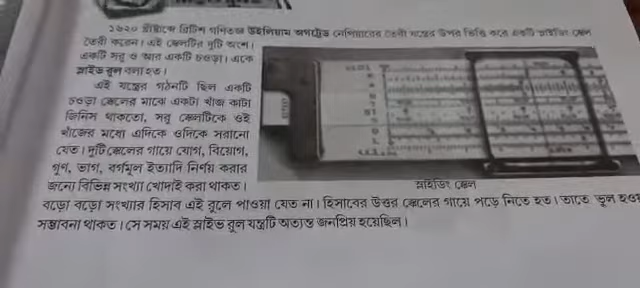 ১৬২০ খ্রীষ্টাব্দে ব্রিটিশ গণিতজ্ঞ উইলিয়াম অগট্রেড নেপিয়ারের তৈরী যন্ত্রের উপর ভিত্তি করে একটি স্লাইডিং স্কেল
তৈরী করেন। এই স্কেলটির দুটি অংশ।
একটি সরু ও আর একটি চওড়া। একে
স্লাইড রুল বলা হত।
এই যন্ত্রের গঠনটি ছিল একটি
চওড়া স্কেলের মাঝে একটা খাঁজ কাটা
জিনিস থাকতো, সরু স্কেলটিকে ওই
খাঁজের মধ্যে এদিকে ওদিকে সরানো
যেত। দুটি স্কেলের গায়ে যোগ, বিয়োগ,
গুণ, ভাগ, বর্গমূল ইত্যাদি নির্ণয় করার
জন্যে বিভিন্ন সংখ্যা খোদাই করা থাকত।
স্লাইডিং স্কেল
বড়ো বড়ো সংখ্যার হিসাব এই রুলে পাওয়া যেত না। হিসাবের উত্তর স্কেলের গায়ে পড়ে নিতে হত। তাতে ভুল
সম্ভাবনা থাকত। সে সময় এই স্লাইড রুল যন্ত্রটি অত্যন্ত জনপ্রিয় হয়েছিল।